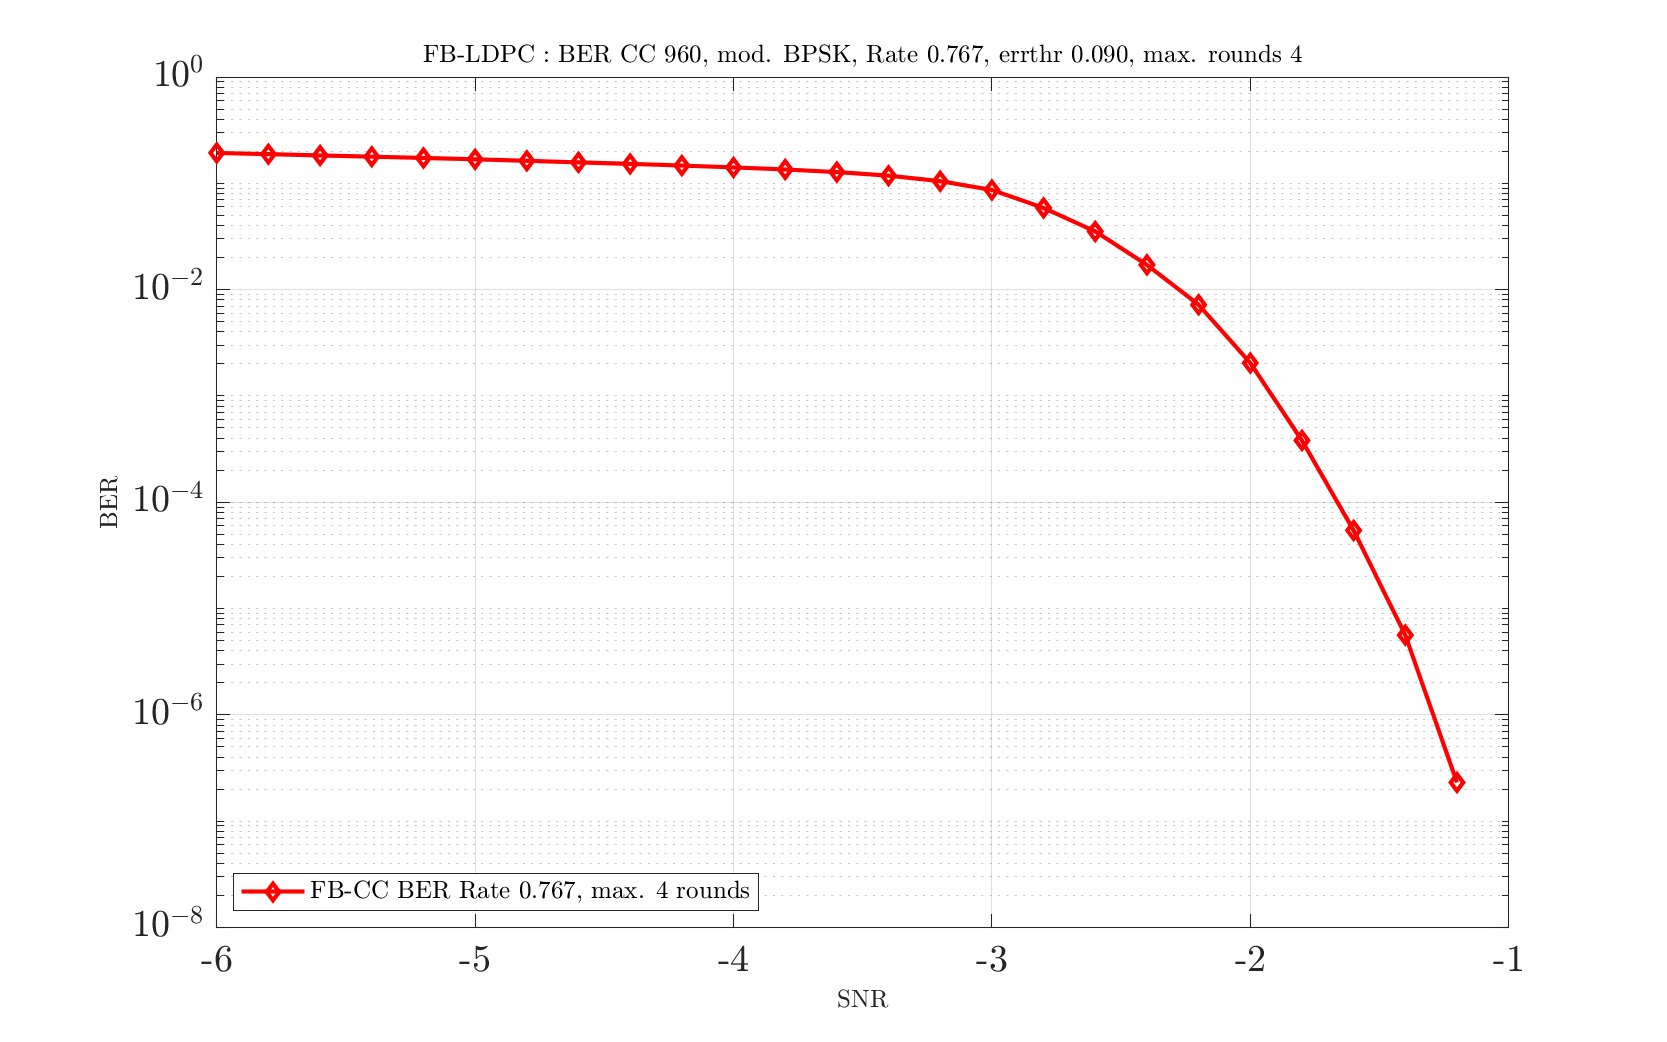 FB-LDPC : BER CC 960, mod. BPSK, Rate 0.767, errthr 0.090, max. rounds 4
10^0
10^{-2}
10^{-4}
10^{-6}
10^{-8}
BER
FB-CC BER Rate 0.767, max. 4 rounds
-6 -5 -4 -3 -2 -1
SNR